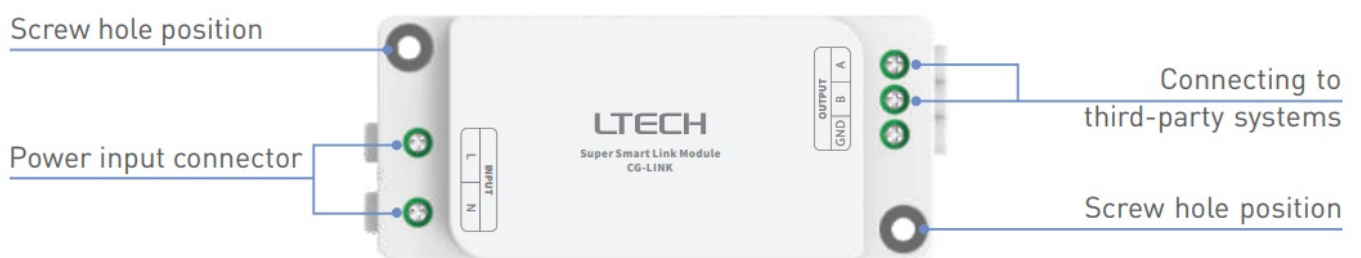 Screw hole position
Power input connector
INPUT
L
N
LTECH
Super Smart Link Module
CG-LINK
OUTPUT
A
B
GND
Connecting to
third-party systems
Screw hole position